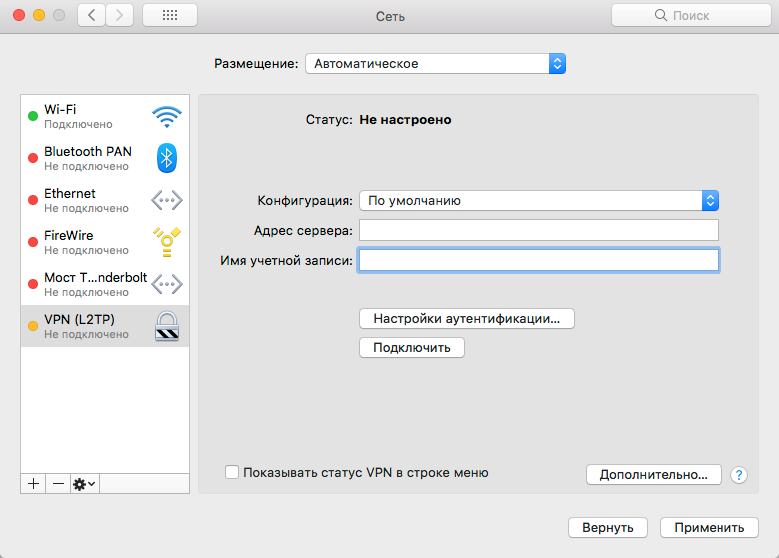 Сеть
Поиск
Размещение: Автоматическое
Wi-Fi
Подключено
Bluetooth PAN
Не подключено
Ethernet
Не подключено
FireWire
Не подключено
Мост T...nderbolt
Не подключено
VPN (L2TP)
Не подключено
Статус: Не настроено
Конфигурация: По умолчанию
Адрес сервера:
Имя учетной записи:
Настройки аутентификации...
Подключить
Показывать статус VPN в строке меню
Дополнительно... ?
Вернуть Применить